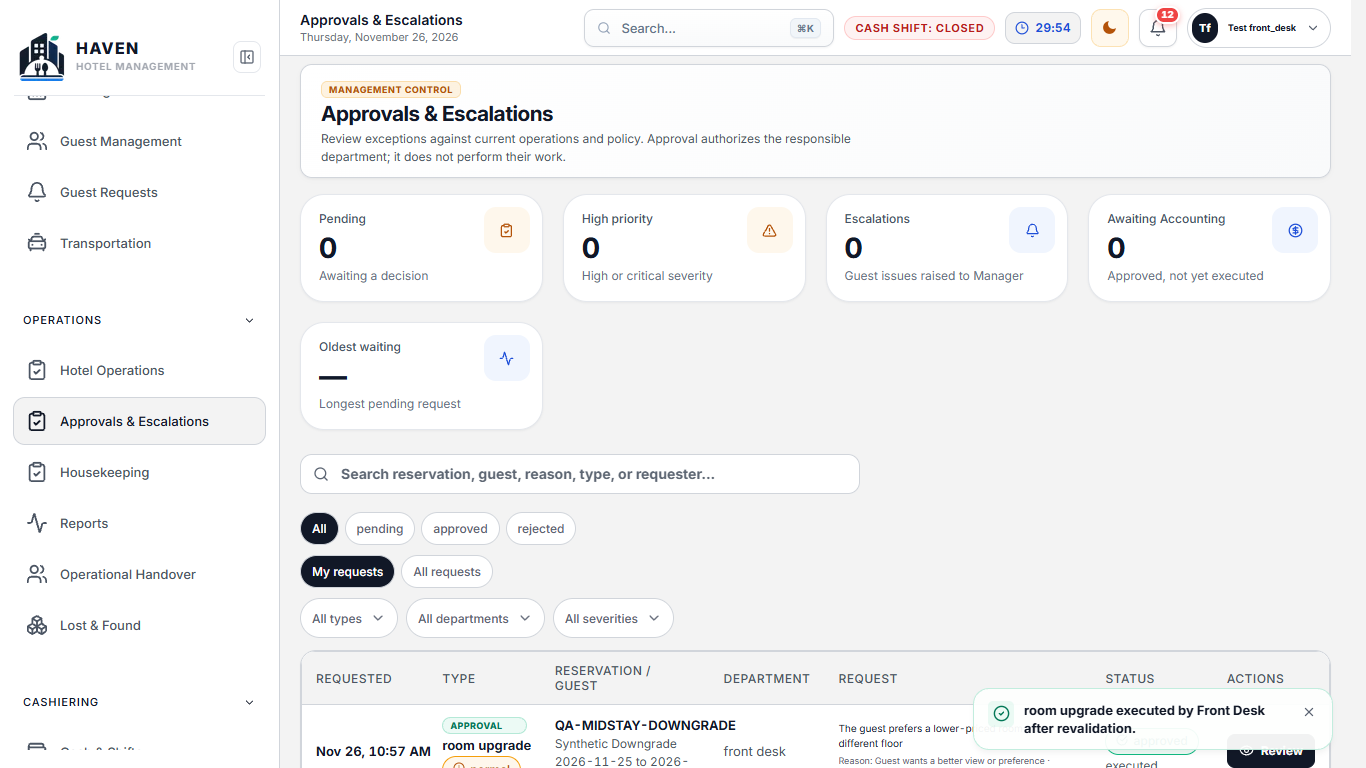 HAVEN
HOTEL MANAGEMENT
Guest Management
Guest Requests
Transportation
OPERATIONS
Hotel Operations
Approvals & Escalations
Housekeeping
Reports
Operational Handover
Lost & Found
CASHIERING
Approvals & Escalations
Thursday, November 26, 2026
Search...
⌘K
CASH SHIFT: CLOSED
29:54
12
Tf
Test front_desk
MANAGEMENT CONTROL
Approvals & Escalations
Review exceptions against current operations and policy. Approval authorizes the responsible
department; it does not perform their work.
Pending
0
Awaiting a decision
High priority
0
High or critical severity
Escalations
0
Guest issues raised to Manager
Awaiting Accounting
0
Approved, not yet executed
Oldest waiting
—
Longest pending request
Search reservation, guest, reason, type, or requester...
All
pending
approved
rejected
My requests
All requests
All types
All departments
All severities
REQUESTED
TYPE
RESERVATION /
GUEST
DEPARTMENT
REQUEST
STATUS
ACTIONS
Nov 26, 10:57 AM
APPROVAL
room upgrade
normal
QA-MIDSTAY-DOWNGRADE
Synthetic Downgrade
2026-11-25 to 2026-
front desk
The guest prefers a lower-p
different floor
Reason: Guest wants a better view or preference ·
executed
Review
room upgrade executed by Front Desk
after revalidation.